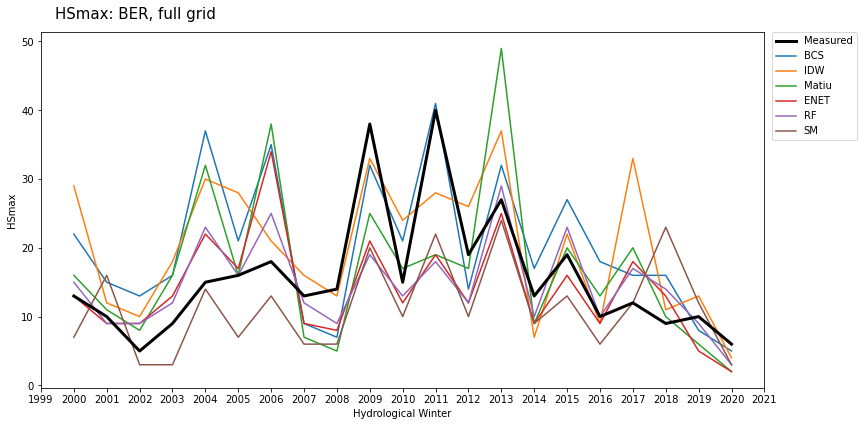 HSmax: BER, full grid
Measured
BCS
IDW
Matiu
ENET
RF
SM
50
40
30
20
10
0
HSmax
1999 2000 2001 2002 2003 2004 2005 2006 2007 2008 2009 2010 2011 2012 2013 2014 2015 2016 2017 2018 2019 2020 2021
Hydrological Winter